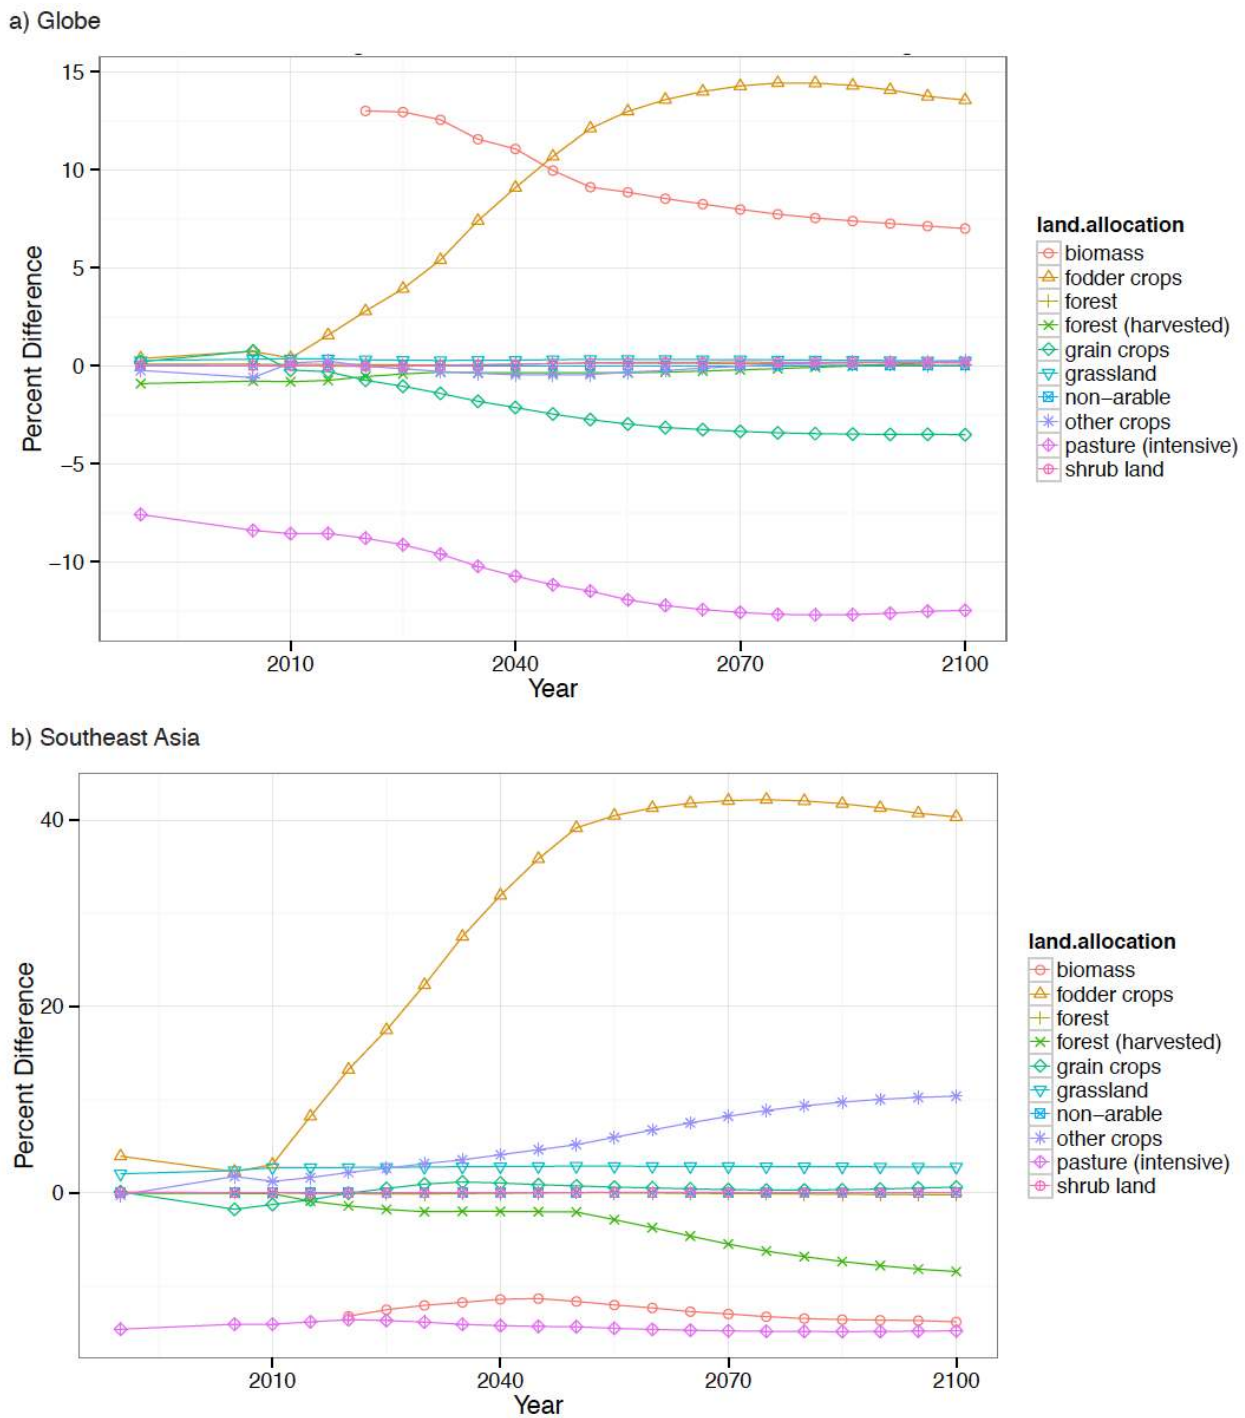 a) Globe
15
10
5
0
−5
−10
Percent Difference
2010 2040 2070 2100
Year
land.allocation
biomass
fodder crops
forest
forest (harvested)
grain crops
grassland
non−arable
other crops
pasture (intensive)
shrub land
b) Southeast Asia
40
20
0
Percent Difference
2010 2040 2070 2100
Year
land.allocation
biomass
fodder crops
forest
forest (harvested)
grain crops
grassland
non−arable
other crops
pasture (intensive)
shrub land